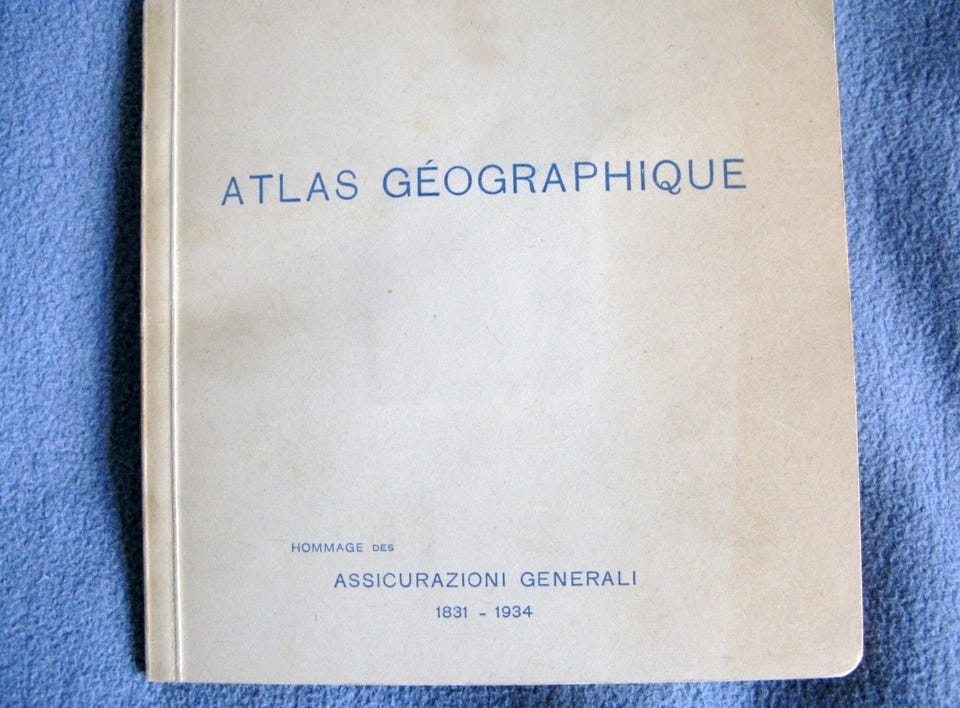 ATLAS GÉOGRAPHIQUE
HOMMAGE DES
ASSICURAZIONI GENERALI
1831 - 1934